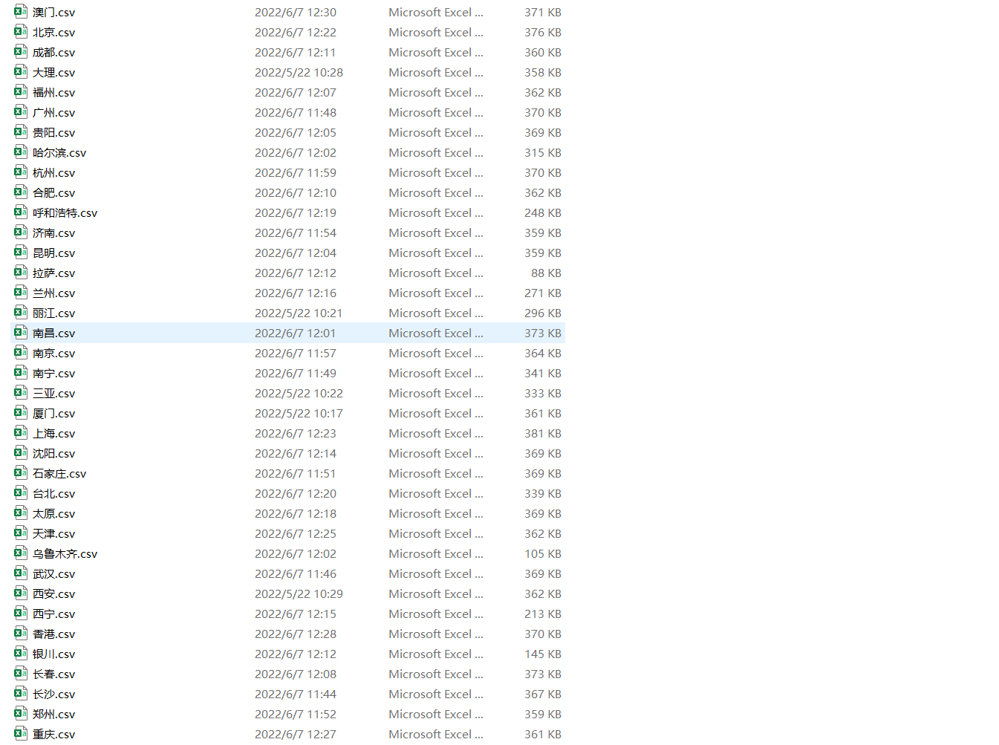 澳门.csv 2022/6/7 12:30 Microsoft Excel ... 371 KB
北京.csv 2022/6/7 12:22 Microsoft Excel ... 376 KB
成都.csv 2022/6/7 12:11 Microsoft Excel ... 360 KB
大理.csv 2022/5/22 10:28 Microsoft Excel ... 358 KB
福州.csv 2022/6/7 12:07 Microsoft Excel ... 362 KB
广州.csv 2022/6/7 11:48 Microsoft Excel ... 370 KB
贵阳.csv 2022/6/7 12:05 Microsoft Excel ... 369 KB
哈尔滨.csv 2022/6/7 12:02 Microsoft Excel ... 315 KB
杭州.csv 2022/6/7 11:59 Microsoft Excel ... 370 KB
合肥.csv 2022/6/7 12:10 Microsoft Excel ... 362 KB
呼和浩特.csv 2022/6/7 12:19 Microsoft Excel ... 248 KB
济南.csv 2022/6/7 11:54 Microsoft Excel ... 359 KB
昆明.csv 2022/6/7 12:04 Microsoft Excel ... 359 KB
拉萨.csv 2022/6/7 12:12 Microsoft Excel ... 88 KB
兰州.csv 2022/6/7 12:16 Microsoft Excel ... 271 KB
丽江.csv 2022/5/22 10:21 Microsoft Excel ... 296 KB
南昌.csv 2022/6/7 12:01 Microsoft Excel ... 373 KB
南京.csv 2022/6/7 11:57 Microsoft Excel ... 364 KB
南宁.csv 2022/6/7 11:49 Microsoft Excel ... 341 KB
三亚.csv 2022/5/22 10:22 Microsoft Excel ... 333 KB
厦门.csv 2022/5/22 10:17 Microsoft Excel ... 361 KB
上海.csv 2022/6/7 12:23 Microsoft Excel ... 381 KB
沈阳.csv 2022/6/7 12:14 Microsoft Excel ... 369 KB
石家庄.csv 2022/6/7 11:51 Microsoft Excel ... 369 KB
台北.csv 2022/6/7 12:20 Microsoft Excel ... 339 KB
太原.csv 2022/6/7 12:18 Microsoft Excel ... 369 KB
天津.csv 2022/6/7 12:25 Microsoft Excel ... 362 KB
乌鲁木齐.csv 2022/6/7 12:02 Microsoft Excel ... 105 KB
武汉.csv 2022/6/7 11:46 Microsoft Excel ... 369 KB
西安.csv 2022/5/22 10:29 Microsoft Excel ... 362 KB
西宁.csv 2022/6/7 12:15 Microsoft Excel ... 213 KB
香港.csv 2022/6/7 12:28 Microsoft Excel ... 370 KB
银川.csv 2022/6/7 12:12 Microsoft Excel ... 145 KB
长春.csv 2022/6/7 12:08 Microsoft Excel ... 373 KB
长沙.csv 2022/6/7 11:44 Microsoft Excel ... 367 KB
郑州.csv 2022/6/7 11:52 Microsoft Excel ... 359 KB
重庆.csv 2022/6/7 12:27 Microsoft Excel ... 361 KB